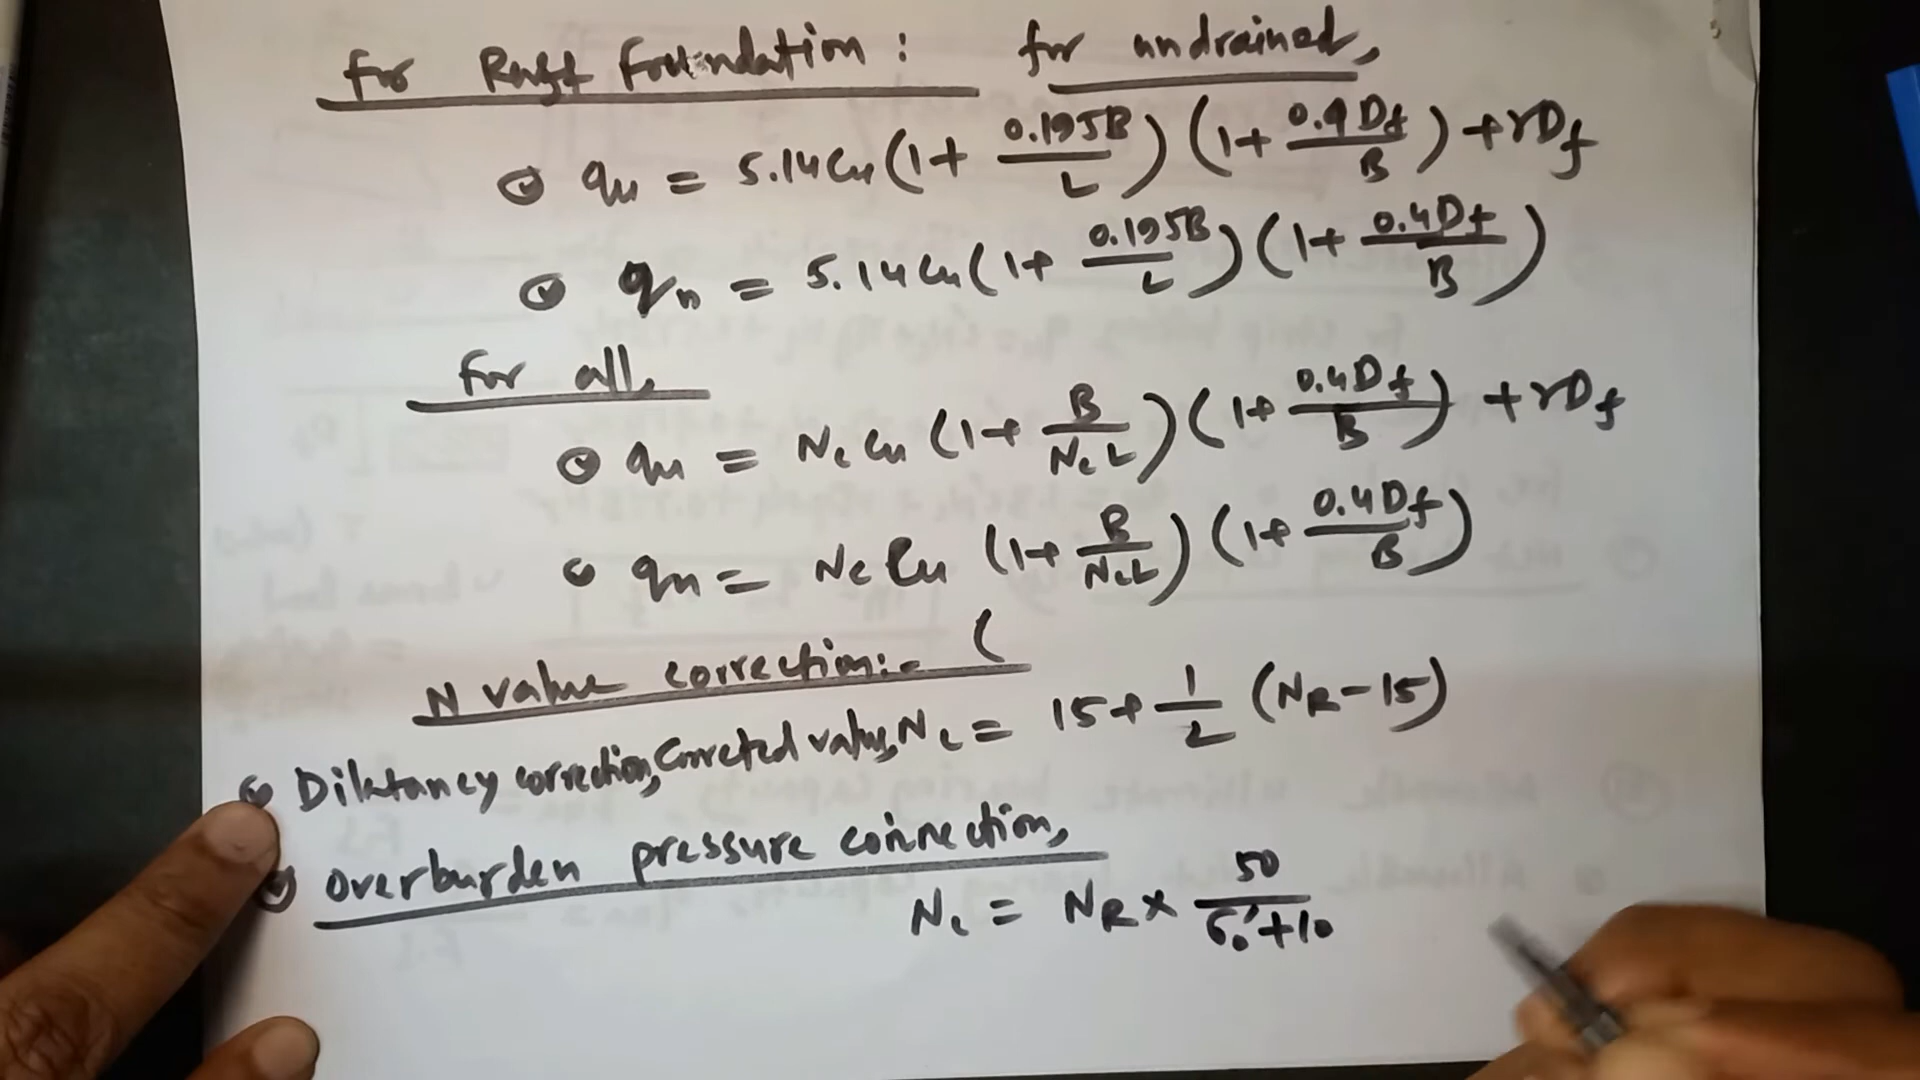 for Raft Foundation : for undrained,
qu = 5.14Cu (1+ 0.195B/L) (1+ 0.4Df/B) + γDf
qn = 5.14Cu (1+ 0.195B/L) (1+ 0.4Df/B)
for all,
qu = Nc Cu (1+ B/NcL) (1+ 0.4Df/B) + γDf
qn = Nc Cu (1+ B/NcL) (1+ 0.4Df/B)
N value correction:- (
Dilatancy correction, Corrected value, Nc = 15 + 1/2 (NR - 15)
overburden pressure correction,
Nc = NR × 50/σo'+10